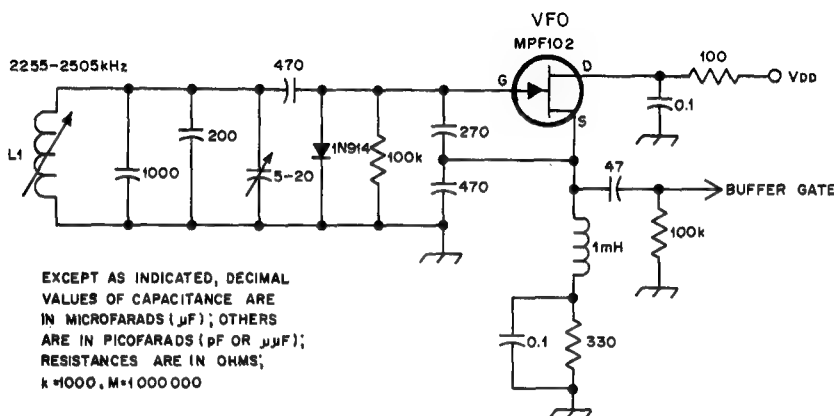 VFO
MPF102
2255-2505kHz
470
D
100
VDD
G
S
0.1
L1
1000
200
5-20
1N914
100k
270
470
47
BUFFER GATE
100k
1mH
0.1
330
EXCEPT AS INDICATED, DECIMAL
VALUES OF CAPACITANCE ARE
IN MICROFARADS (µF); OTHERS
ARE IN PICOFARADS (pF OR µµF);
RESISTANCES ARE IN OHMS;
k=1000, M=1000000